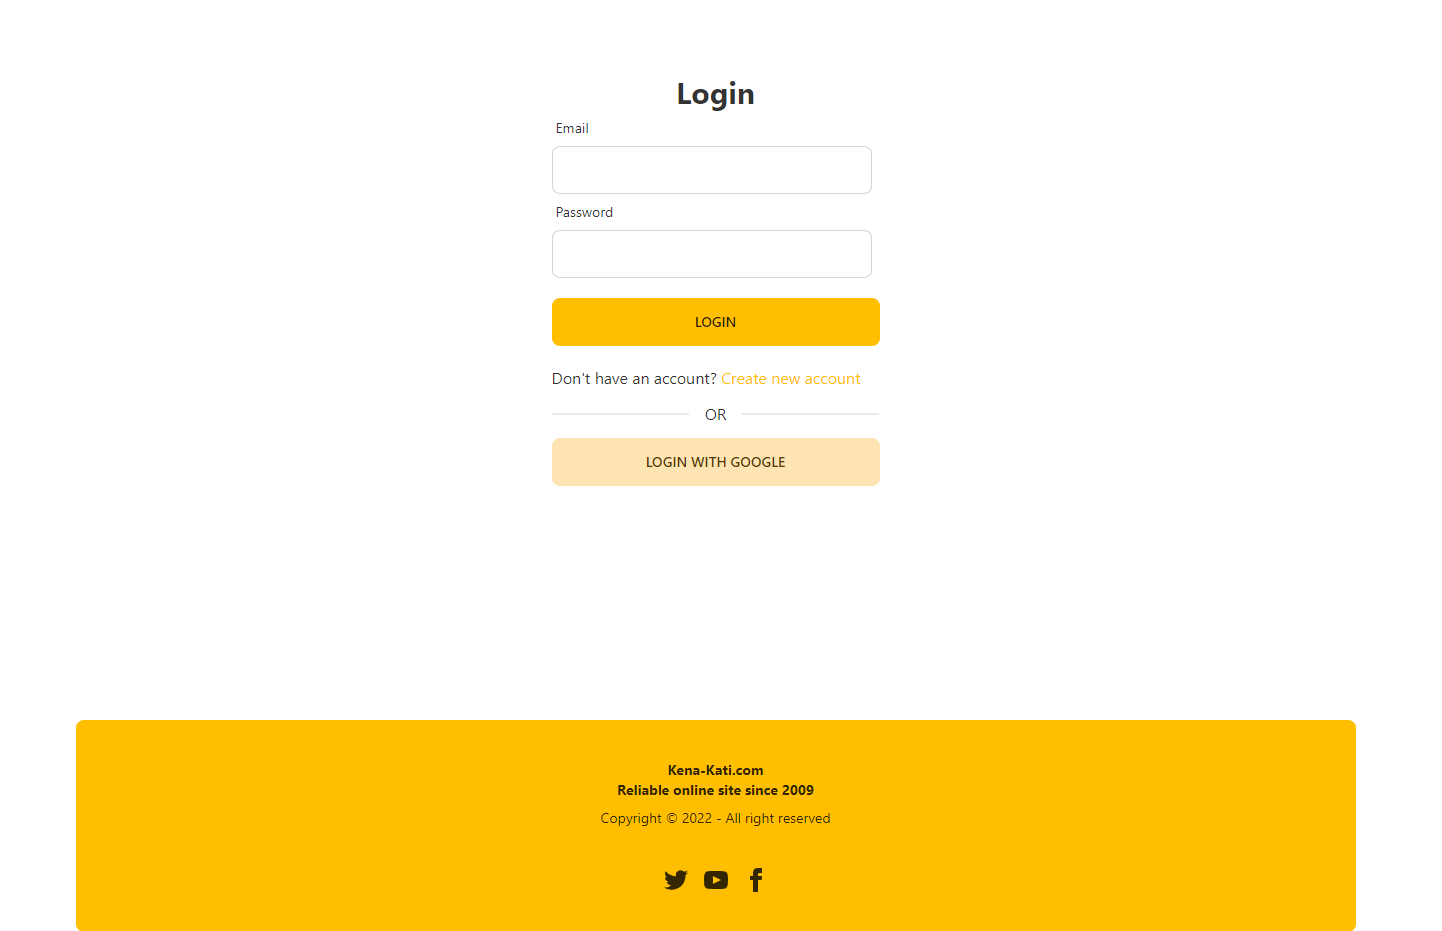 Login
Email
Password
LOGIN
Don't have an account? Create new account
OR
LOGIN WITH GOOGLE
Kena-Kati.com
Reliable online site since 2009
Copyright © 2022 - All right reserved